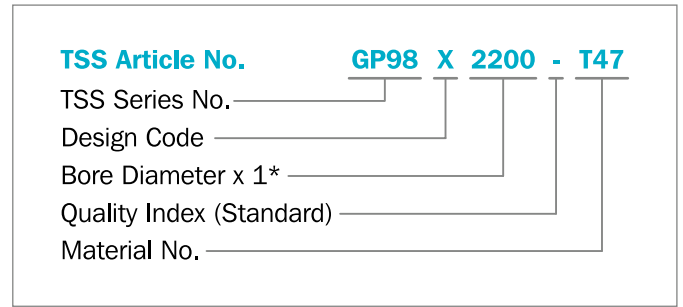 TSS Article No. GP98 X 2200 - T47
TSS Series No.
Design Code
Bore Diameter x 1*
Quality Index (Standard)
Material No.